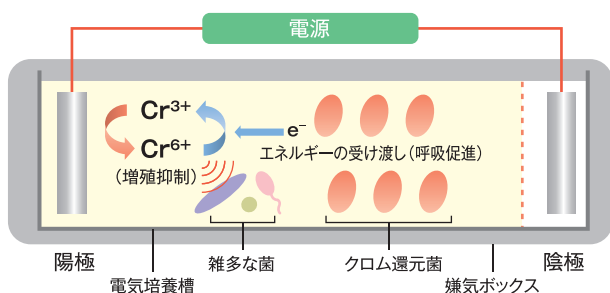 電源
Cr³⁺
Cr⁶⁺
(増殖抑制)
e⁻
エネルギーの受け渡し(呼吸促進)
陽極
電気培養槽
雑多な菌
クロム還元菌
嫌気ボックス
陰極